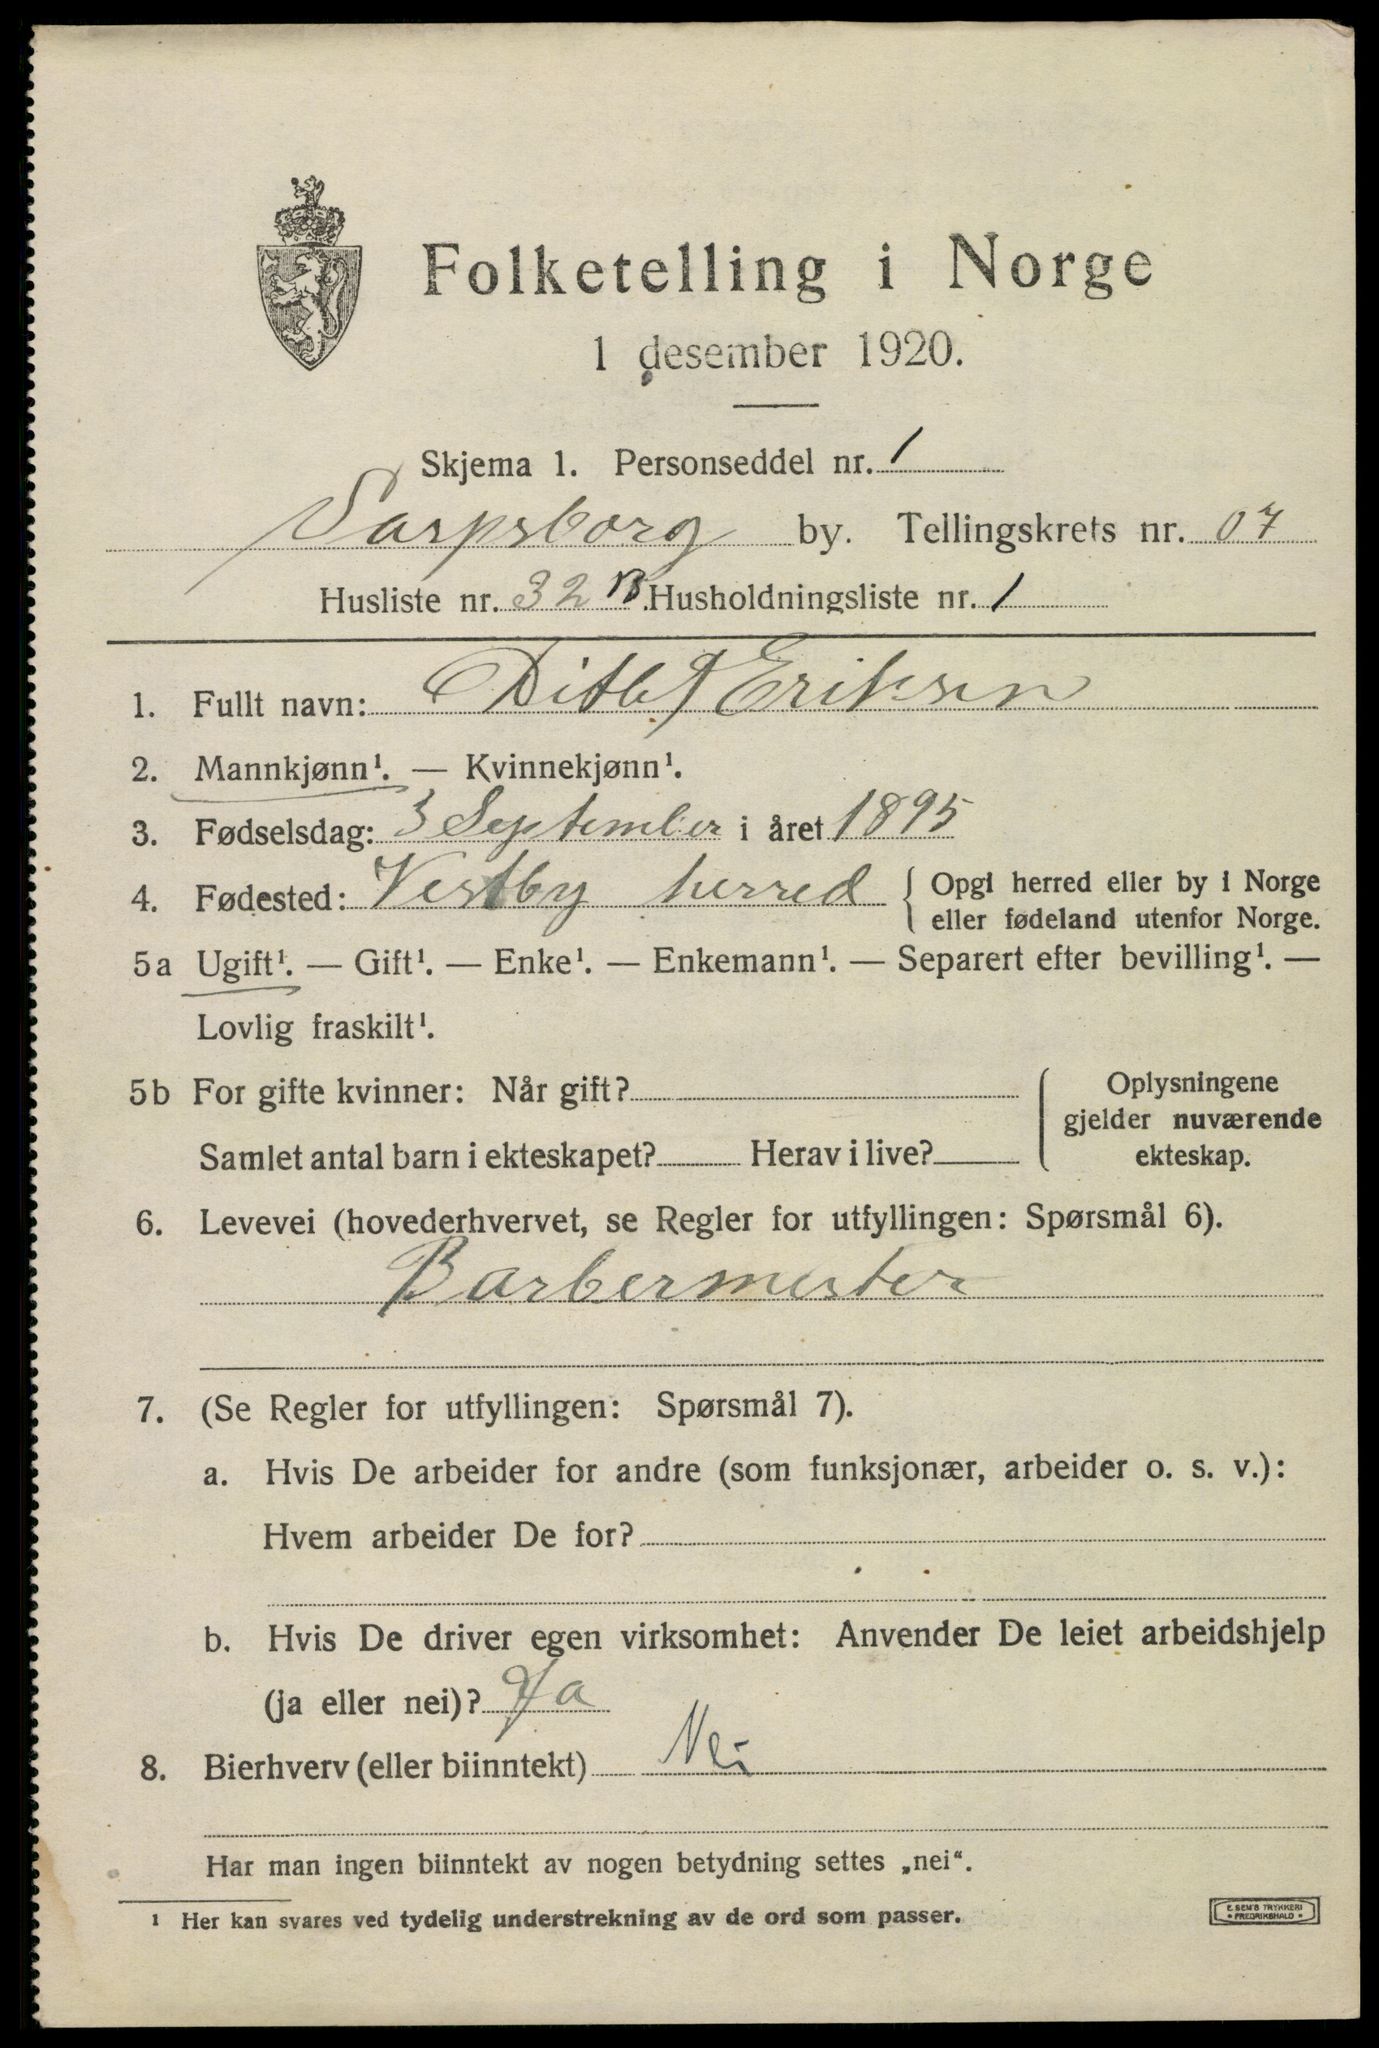 Folketelling i Norge
1 desember 1920.
Skjema 1. Personseddel nr. 1
Sarpsborg by. Tellingskrets nr. 07
Husliste nr. 32 B. Husholdningsliste nr. 1
1. Fullt navn: Ditlef Eriksen
2. Mannkjønn¹. — Kvinnekjønn¹.
3. Fødselsdag: 3 September i året 1895
4. Fødested: Vestby herred { Opgi herred eller by i Norge
eller fødeland utenfor Norge.
5a Ugift¹. — Gift¹. — Enke¹. — Enkemann¹. — Separert efter bevilling¹. —
Lovlig fraskilt¹.
5b For gifte kvinner: Når gift?
Samlet antal barn i ekteskapet? Herav i live?
Oplysningene
gjelder nuværende
ekteskap.
6. Levevei (hovederhvervet, se Regler for utfyllingen: Spørsmål 6).
Barbermester
7. (Se Regler for utfyllingen: Spørsmål 7).
a. Hvis De arbeider for andre (som funksjonær, arbeider o. s. v.):
Hvem arbeider De for?
b. Hvis De driver egen virksomhet: Anvender De leiet arbeidshjelp
(ja eller nei)? Ja
8. Bierhverv (eller biinntekt) Nei
Har man ingen biinntekt av nogen betydning settes „nei“.
¹ Her kan svares ved tydelig understrekning av de ord som passer.
E. SEM'S TRYKKERI
• FREDRIKSHALD •